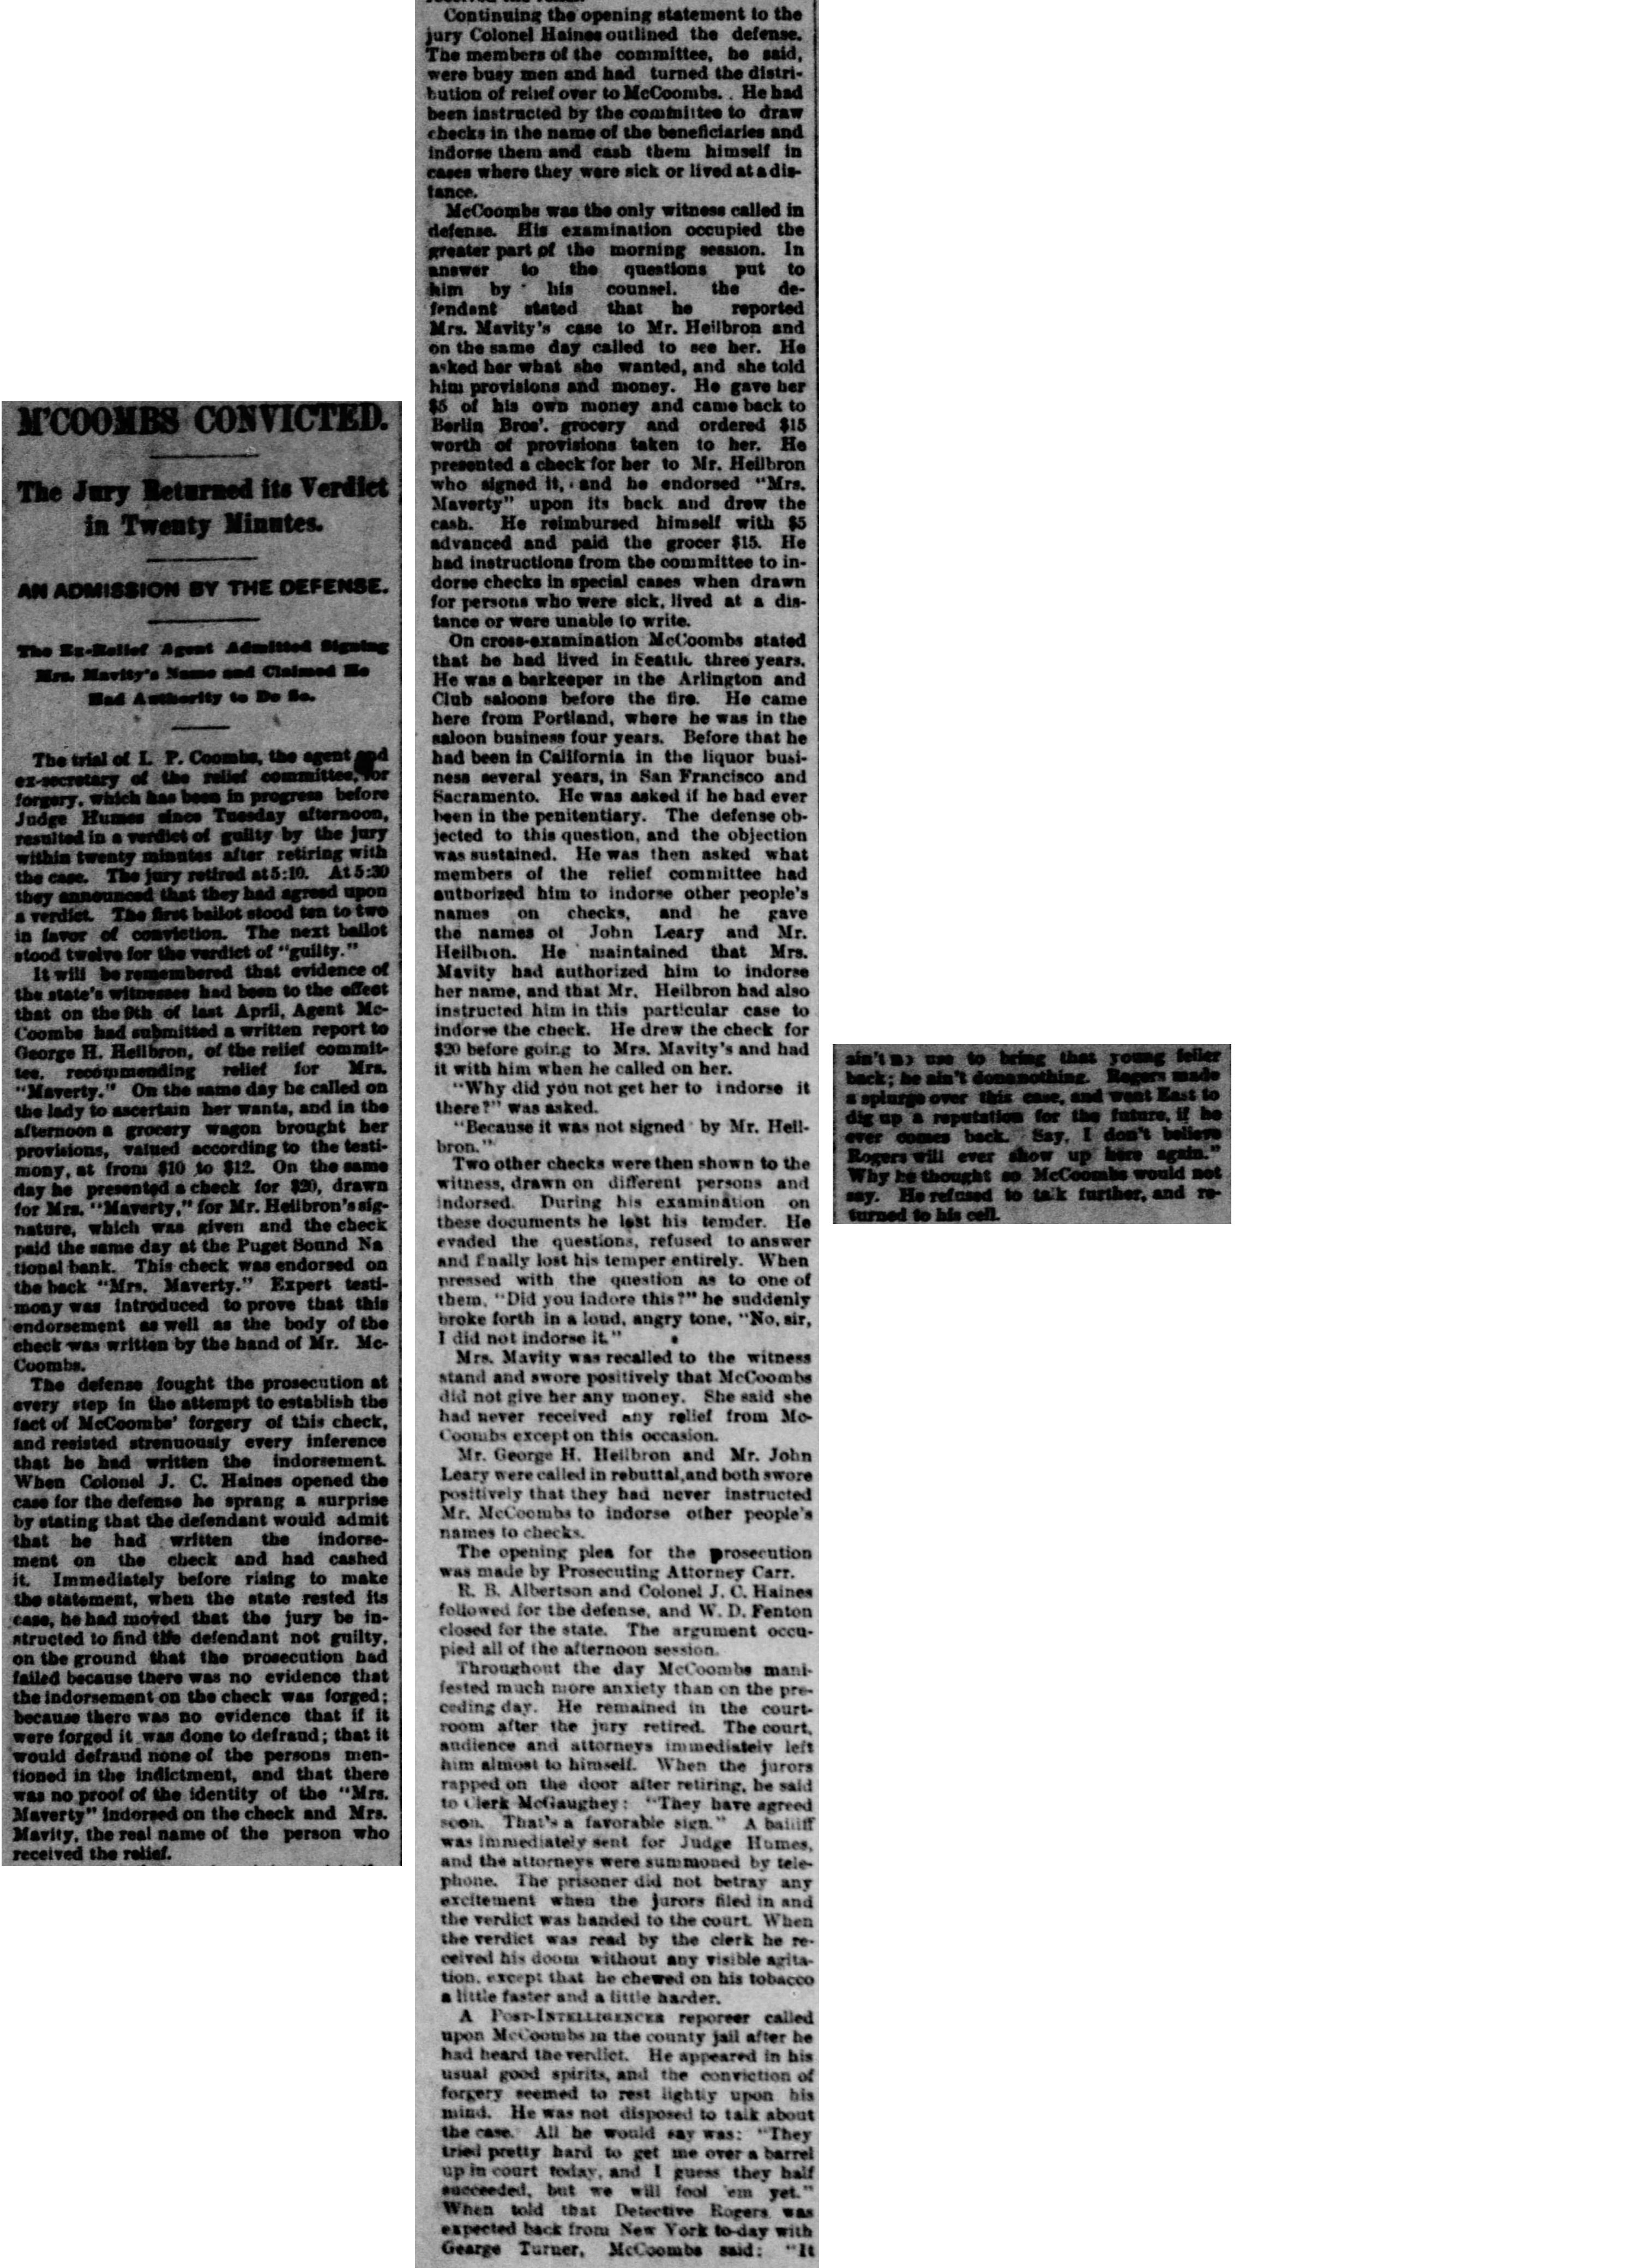 M'COOMBS CONVICTED.
The Jury Returned its Verdict
in Twenty Minutes.
AN ADMISSION BY THE DEFENSE.
The Ex-Relief Agent Admitted Signing
Mrs. Mavity's Name and Claimed He
Had Authority to Do So.
The trial of I. P. Coombs, the agent and
ex-secretary of the relief committee, for
forgery, which has been in progress before
Judge Humes since Tuesday afternoon,
resulted in a verdict of guilty by the jury
within twenty minutes after retiring with
the case. The jury retired at 5:10. At 5:30
they announced that they had agreed upon
a verdict. The first ballot stood ten to two
in favor of conviction. The next ballot
stood twelve for the verdict of "guilty."
It will be remembered that evidence of
the state's witnesses had been to the effect
that on the 9th of last April, Agent Mc-
Coombs had submitted a written report to
George H. Heilbron, of the relief commit-
tee, recommending relief for Mrs.
"Maverty." On the same day he called on
the lady to ascertain her wants, and in the
afternoon a grocery wagon brought her
provisions, valued according to the testi-
mony, at from $10 to $12. On the same
day he presented a check for $20, drawn
for Mrs. "Maverty," for Mr. Heilbron's sig-
nature, which was given and the check
paid the same day at the Puget Sound Na
tional bank. This check was endorsed on
the back "Mrs. Maverty." Expert testi-
mony was introduced to prove that this
endorsement as well as the body of the
check was written by the hand of Mr. Mc-
Coombs.
The defense fought the prosecution at
every step in the attempt to establish the
fact of McCoombs' forgery of this check,
and resisted strenuously every inference
that he had written the indorsement.
When Colonel J. C. Haines opened the
case for the defense he sprang a surprise
by stating that the defendant would admit
that he had written the indorse-
ment on the check and had cashed
it. Immediately before rising to make
the statement, when the state rested its
case, he had moved that the jury be in-
structed to find the defendant not guilty,
on the ground that the prosecution had
failed because there was no evidence that
the indorsement on the check was forged;
because there was no evidence that if it
were forged it was done to defraud; that it
would defraud none of the persons men-
tioned in the indictment, and that there
was no proof of the identity of the "Mrs.
Maverty" indorsed on the check and Mrs.
Mavity, the real name of the person who
received the relief.
Continuing the opening statement to the
jury Colonel Haines outlined the defense.
The members of the committee, he said,
were busy men and had turned the distri-
bution of relief over to McCoombs. He had
been instructed by the committee to draw
checks in the name of the beneficiaries and
indorse them and cash them himself in
cases where they were sick or lived at a dis-
tance.
McCoombs was the only witness called in
defense. His examination occupied the
greater part of the morning session. In
answer to the questions put to
him by his counsel. the de-
fendant stated that he reported
Mrs. Mavity's case to Mr. Heilbron and
on the same day called to see her. He
asked her what she wanted, and she told
him provisions and money. He gave her
$5 of his own money and came back to
Berlin Bros'. grocery and ordered $15
worth of provisions taken to her. He
presented a check for her to Mr. Heilbron
who signed it, and he endorsed "Mrs.
Maverty" upon its back and drew the
cash. He reimbursed himself with $5
advanced and paid the grocer $15. He
had instructions from the committee to in-
dorse checks in special cases when drawn
for persons who were sick, lived at a dis-
tance or were unable to write.
On cross-examination McCoombs stated
that he had lived in Seattle three years.
He was a barkeeper in the Arlington and
Club saloons before the fire. He came
here from Portland, where he was in the
saloon business four years. Before that he
had been in California in the liquor busi-
ness several years, in San Francisco and
Sacramento. He was asked if he had ever
been in the penitentiary. The defense ob-
jected to this question, and the objection
was sustained. He was then asked what
members of the relief committee had
authorized him to indorse other people's
names on checks, and he gave
the names of John Leary and Mr.
Heilbron. He maintained that Mrs.
Mavity had authorized him to indorse
her name, and that Mr. Heilbron had also
instructed him in this particular case to
indorse the check. He drew the check for
$20 before going to Mrs. Mavity's and had
it with him when he called on her.
"Why did you not get her to indorse it
there?" was asked.
"Because it was not signed by Mr. Heil-
bron."
Two other checks were then shown to the
witness, drawn on different persons and
indorsed. During his examination on
these documents he lost his temder. He
evaded the questions, refused to answer
and finally lost his temper entirely. When
pressed with the question as to one of
them, "Did you indore this?" he suddenly
broke forth in a loud, angry tone, "No, sir,
I did not indorse it."
Mrs. Mavity was recalled to the witness
stand and swore positively that McCoombs
did not give her any money. She said she
had never received any relief from Mc-
Coombs except on this occasion.
Mr. George H. Heilbron and Mr. John
Leary were called in rebuttal, and both swore
positively that they had never instructed
Mr. McCoombs to indorse other people's
names to checks.
The opening plea for the prosecution
was made by Prosecuting Attorney Carr.
R. B. Albertson and Colonel J. C. Haines
followed for the defense, and W. D. Fenton
closed for the state. The argument occu-
pied all of the afternoon session.
Throughout the day McCoombs mani-
fested much more anxiety than on the pre-
ceding day. He remained in the court-
room after the jury retired. The court,
audience and attorneys immediately left
him almost to himself. When the jurors
rapped on the door after retiring, he said
to Clerk McGaughey: "They have agreed
soon. That's a favorable sign." A bailiff
was immediately sent for Judge Humes,
and the attorneys were summoned by tele-
phone. The prisoner did not betray any
excitement when the jurors filed in and
the verdict was handed to the court. When
the verdict was read by the clerk he re-
ceived his doom without any visible agita-
tion, except that he chewed on his tobacco
a little faster and a little harder.
A POST-INTELLIGENCER reporeer called
upon McCoombs in the county jail after he
had heard the verdict. He appeared in his
usual good spirits, and the conviction of
forgery seemed to rest lightly upon his
mind. He was not disposed to talk about
the case. All he would say was: "They
tried pretty hard to get me over a barrel
up in court today, and I guess they half
succeeded, but we will fool 'em yet."
When told that Detective Rogers was
expected back from New York to-day with
Gearge Turner, McCoombs said: "It
ain't no use to bring that young feller
back; he ain't done nothing. Rogers made
a splurge over this case, and went East to
dig up a reputation for the future, if he
ever comes back. Say, I don't believe
Rogers will ever show up here again."
Why he thought so McCoombs would not
say. He refused to talk further, and re-
turned to his cell.